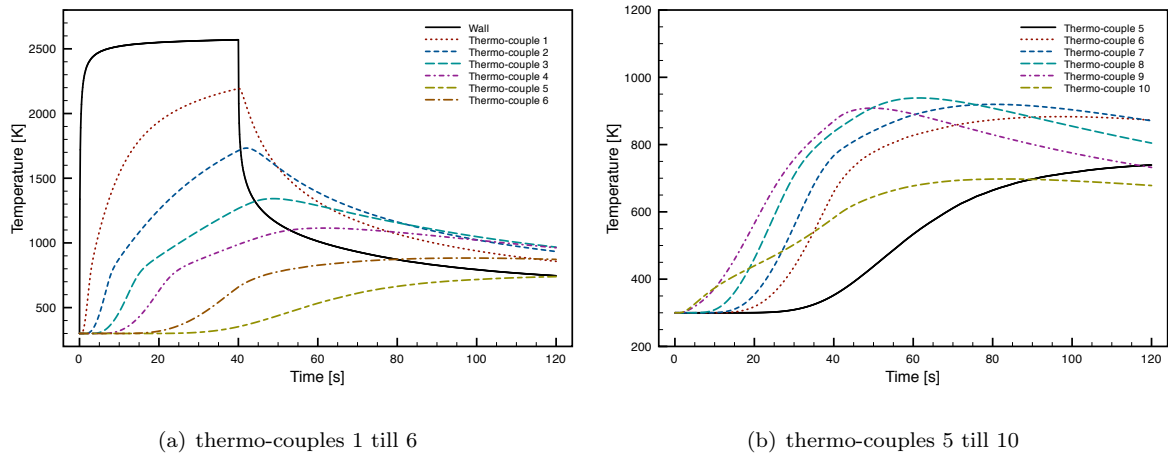 Temperature [K]
2500
2000
1500
1000
500
0
20
40
60
80
100
120
Time [s]
Wall
Thermo-couple 1
Thermo-couple 2
Thermo-couple 3
Thermo-couple 4
Thermo-couple 5
Thermo-couple 6
(a) thermo-couples 1 till 6
Temperature [K]
1200
1000
800
600
400
200
0
20
40
60
80
100
120
Time [s]
Thermo-couple 5
Thermo-couple 6
Thermo-couple 7
Thermo-couple 8
Thermo-couple 9
Thermo-couple 10
(b) thermo-couples 5 till 10